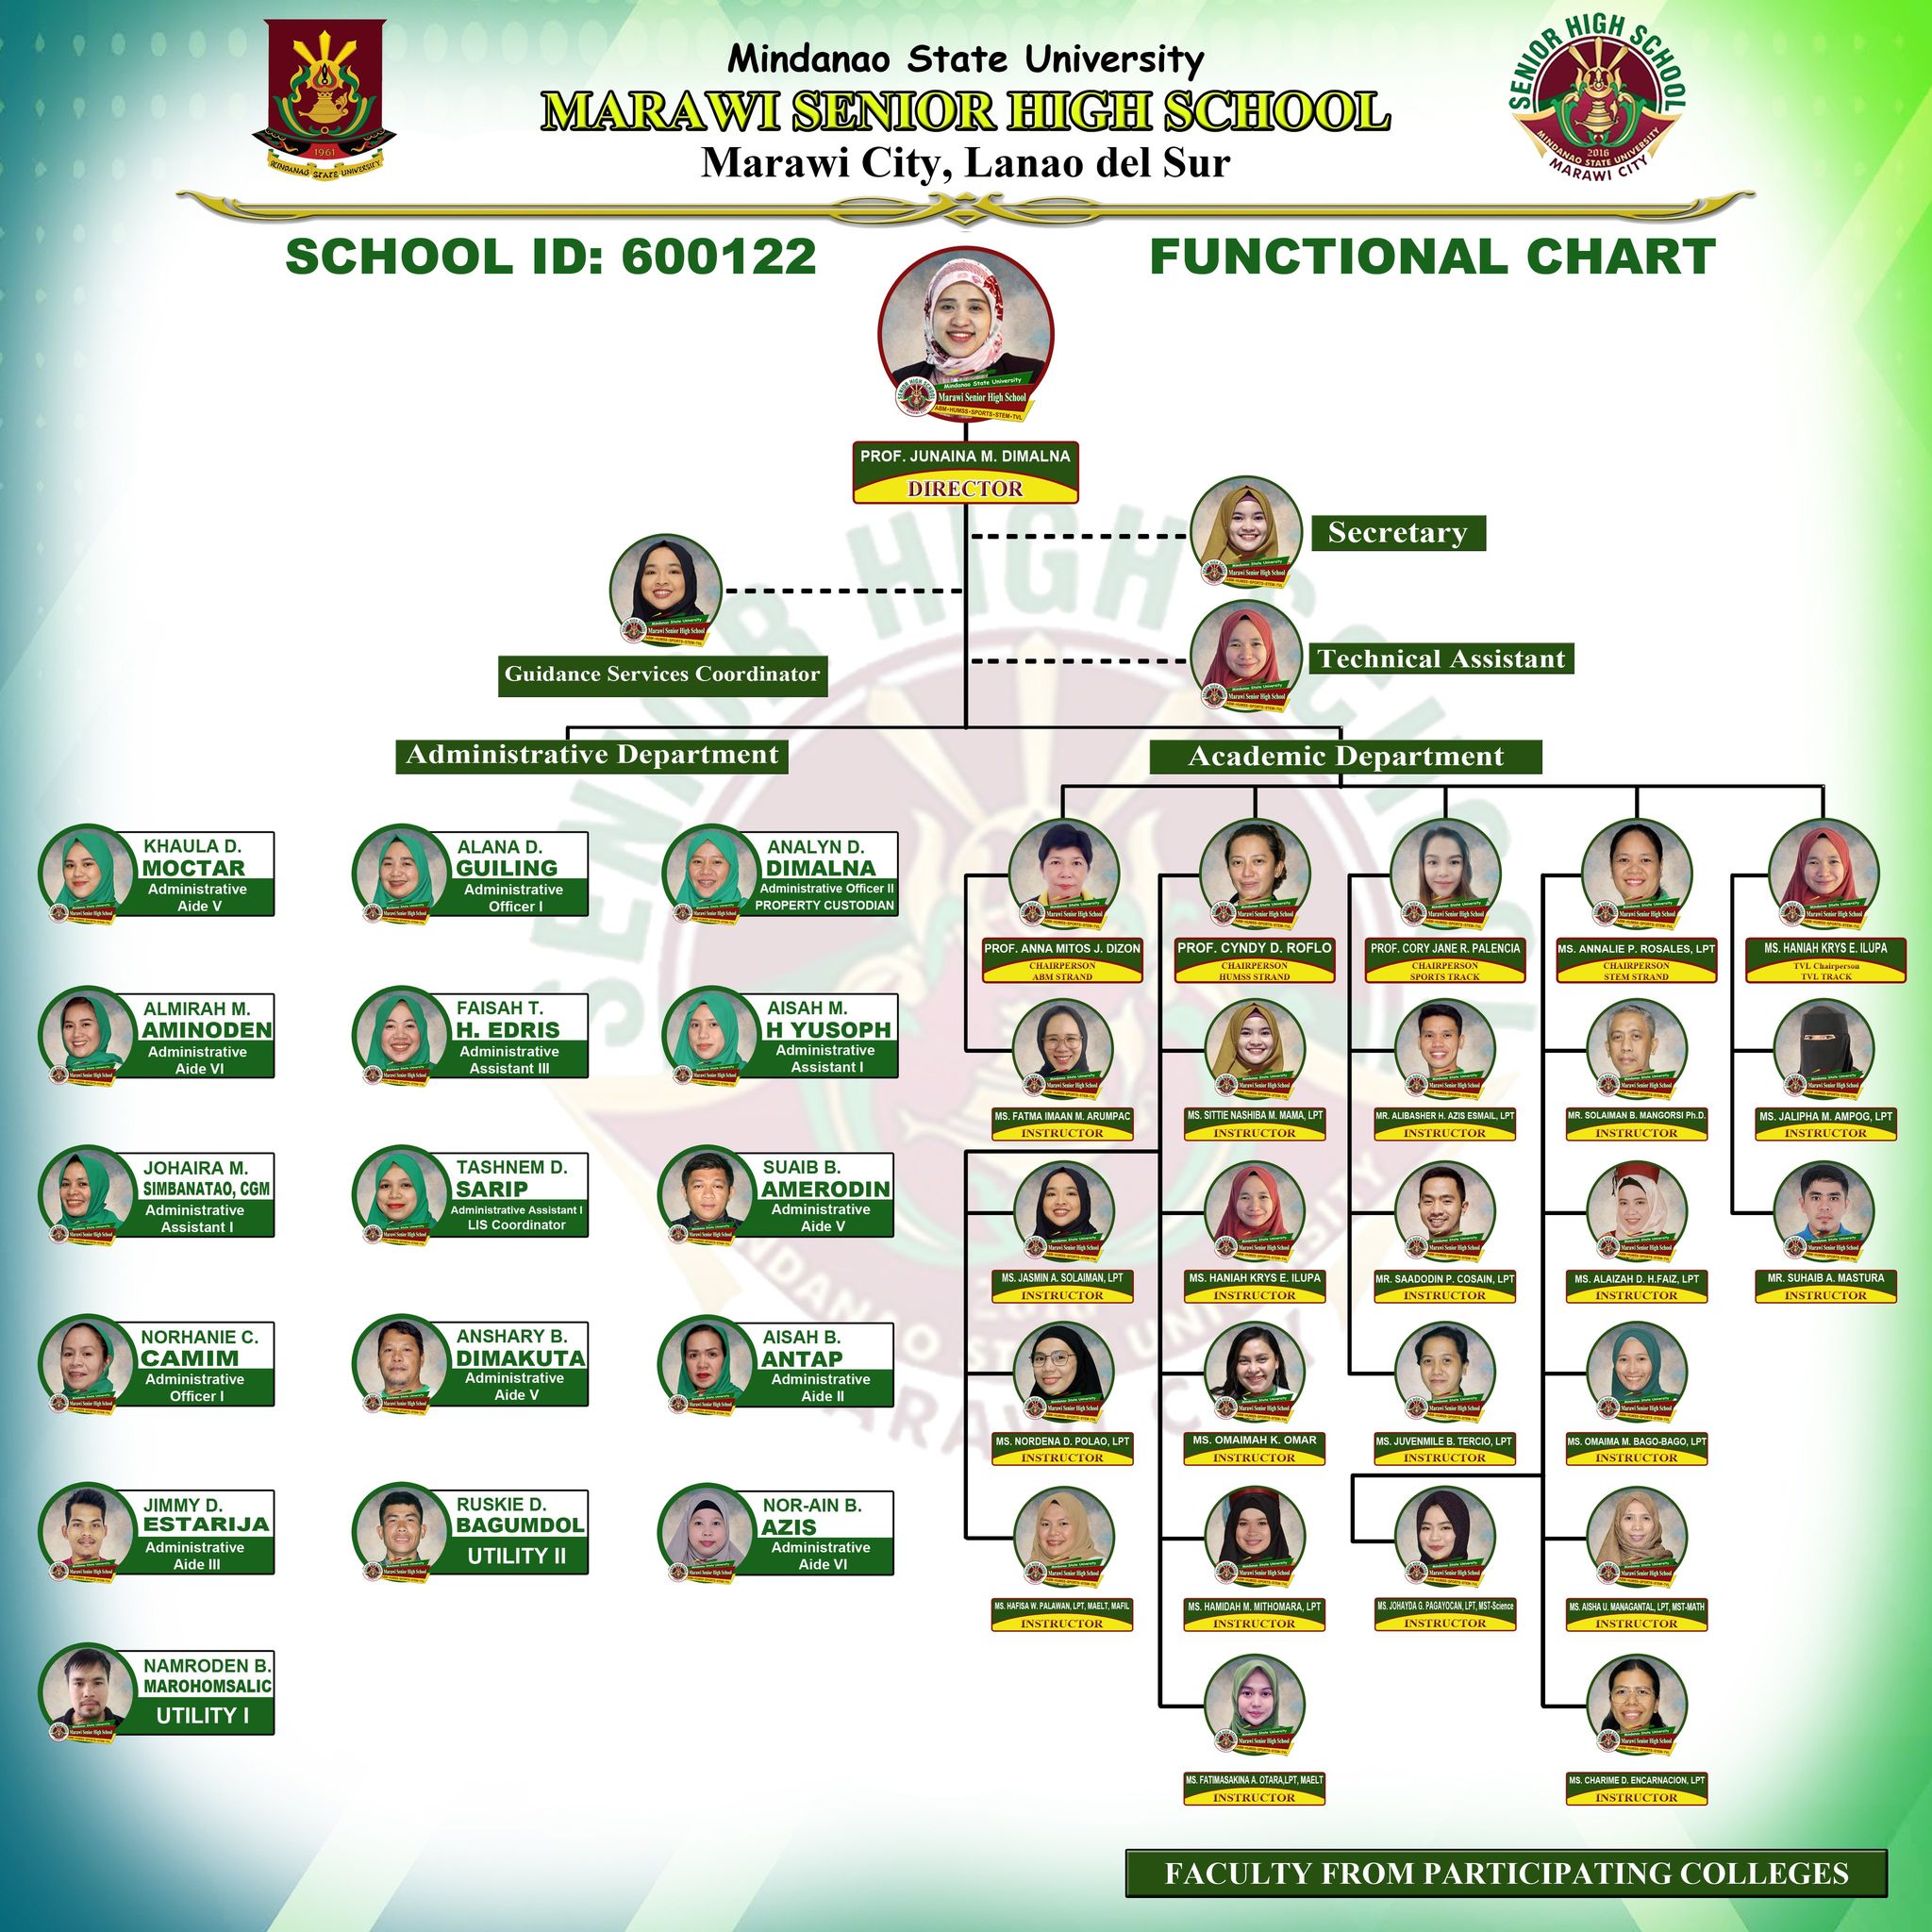 Mindanao State University
MARAWI SENIOR HIGH SCHOOL
Marawi City, Lanao del Sur
1961
MINDANAO STATE UNIVERSITY
SENIOR HIGH SCHOOL
2016
MINDANAO STATE UNIVERSITY
MARAWI CITY
SCHOOL ID: 600122
FUNCTIONAL CHART
Mindanao State University
Marawi Senior High School
ABM-HUMSS-SPORTS-STEM-TVL
PROF. JUNAINA M. DIMALNA
DIRECTOR
Secretary
Guidance Services Coordinator
Technical Assistant
Administrative Department
Academic Department
KHAULA D.
MOCTAR
Administrative
Aide V
ALANA D.
GUILING
Administrative
Officer I
ANALYN D.
DIMALNA
Administrative Officer II
PROPERTY CUSTODIAN
ALMIRAH M.
AMINODEN
Administrative
Aide VI
FAISAH T.
H. EDRIS
Administrative
Assistant III
AISAH M.
H YUSOPH
Administrative
Assistant I
JOHAIRA M.
SIMBANATAO, CGM
Administrative
Assistant I
TASHNEM D.
SARIP
Administrative Assistant I
LIS Coordinator
SUAIB B.
AMERODIN
Administrative
Aide V
NORHANIE C.
CAMIM
Administrative
Officer I
ANSHARY B.
DIMAKUTA
Administrative
Aide V
AISAH B.
ANTAP
Administrative
Aide II
JIMMY D.
ESTARIJA
Administrative
Aide III
RUSKIE D.
BAGUMDOL
UTILITY II
NOR-AIN B.
AZIS
Administrative
Aide VI
NAMRODEN B.
MAROHOMSALIC
UTILITY I
PROF. ANNA MITOS J. DIZON
CHAIRPERSON
ABM STRAND
PROF. CYNDY D. ROFLO
CHAIRPERSON
HUMSS STRAND
PROF. CORY JANE R. PALENCIA
CHAIRPERSON
SPORTS TRACK
MS. ANNALIE P. ROSALES, LPT
CHAIRPERSON
STEM STRAND
MS. HANIAH KRYS E. ILUPA
TVL Chairperson
TVL TRACK
MS. FATMA IMAAN M. ARUMPAC
INSTRUCTOR
MS. SITTIE NASHIBA M. MAMA, LPT
INSTRUCTOR
MR. ALIBASHER H. AZIS ESMAIL, LPT
INSTRUCTOR
MR. SOLAIMAN B. MANGORSI Ph.D.
INSTRUCTOR
MS. JALIPHA M. AMPOG, LPT
INSTRUCTOR
MS. JASMIN A. SOLAIMAN, LPT
INSTRUCTOR
MS. HANIAH KRYS E. ILUPA
INSTRUCTOR
MR. SAADODIN P. COSAIN, LPT
INSTRUCTOR
MS. ALAIZAH D. H.FAIZ, LPT
INSTRUCTOR
MR. SUHAIB A. MASTURA
INSTRUCTOR
MS. NORDENA D. POLAO, LPT
INSTRUCTOR
MS. OMAIMAH K. OMAR
INSTRUCTOR
MS. JUVENMILE B. TERCIO, LPT
INSTRUCTOR
MS. OMAIMA M. BAGO-BAGO, LPT
INSTRUCTOR
MS. HAFISA W. PALAWAN, LPT, MAELT, MAFIL
INSTRUCTOR
MS. HAMIDAH M. MITHOMARA, LPT
INSTRUCTOR
MS. JOHAYDA G. PAGAYOCAN, LPT, MST-Science
INSTRUCTOR
MS. AISHA U. MANAGANTAL, LPT, MST-MATH
INSTRUCTOR
MS. FATIMASAKINA A. OTARA,LPT, MAELT
INSTRUCTOR
MS. CHARIME D. ENCARNACION, LPT
INSTRUCTOR
FACULTY FROM PARTICIPATING COLLEGES